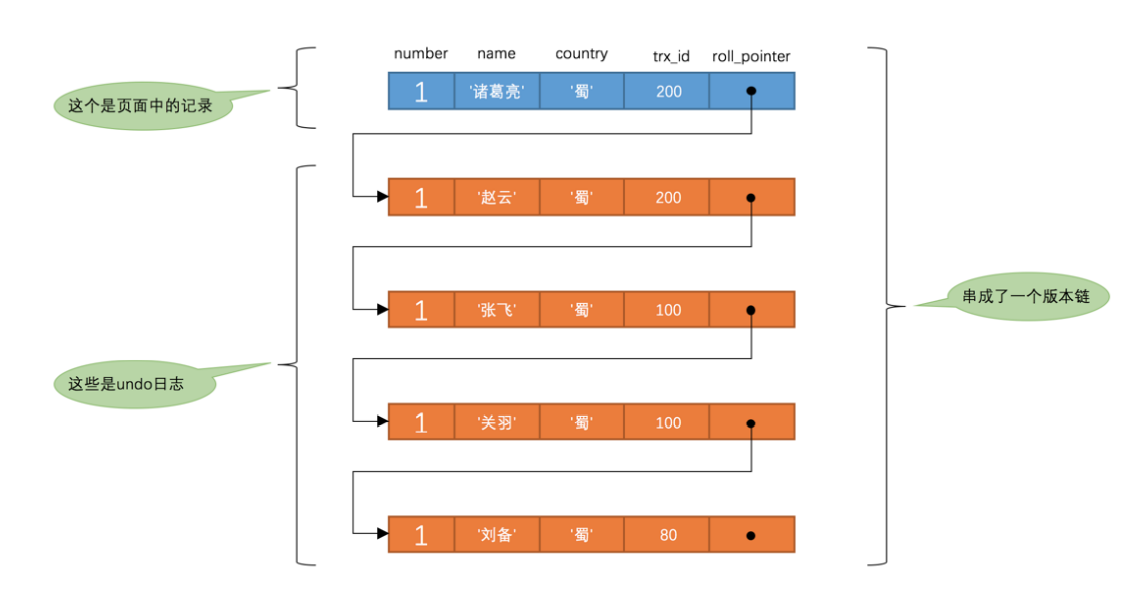 number name country trx_id roll_pointer
这个是页面中的记录
1 '诸葛亮' '蜀' 200
1 '赵云' '蜀' 200
1 '张飞' '蜀' 100
串成了一个版本链
这些是undo日志
1 '关羽' '蜀' 100
1 '刘备' '蜀' 80